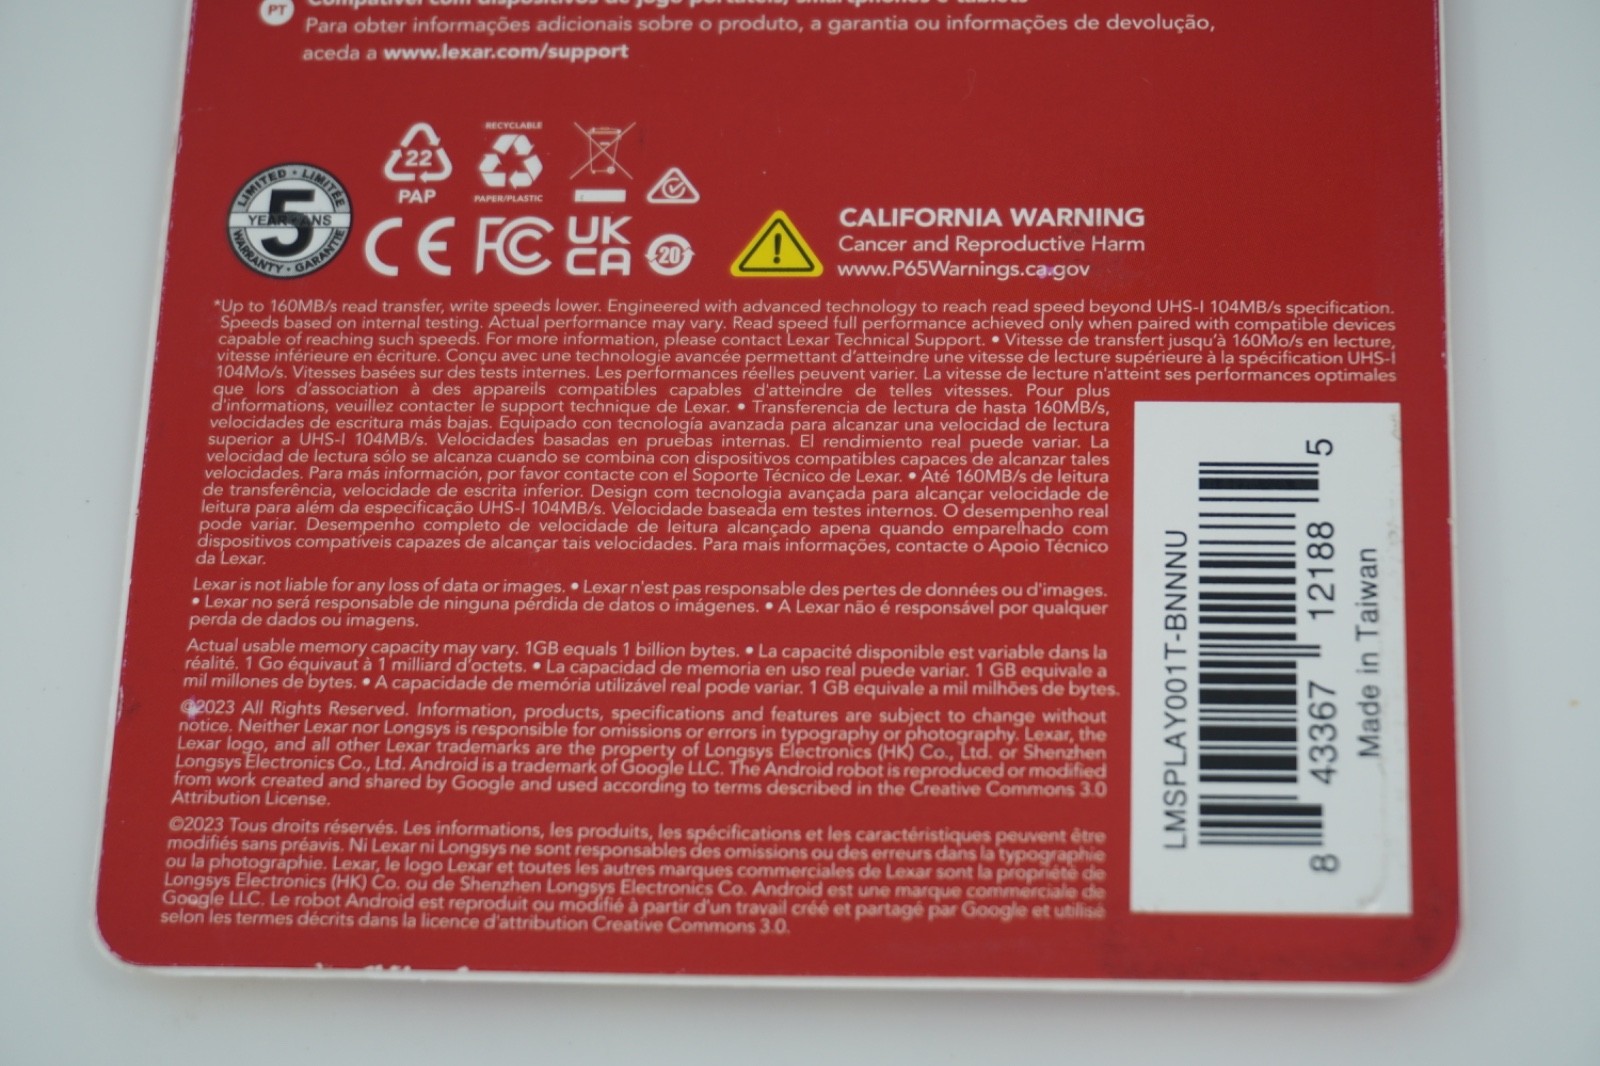 PT
Compatível com dispositivos de jogo portáteis, smartphones e tablets
Para obter informações adicionais sobre o produto, a garantia ou informações de devolução,
aceda a www.lexar.com/support
22
PAP
RECYCLABLE
PAPER/PLASTIC
LIMITED • LIMITÉE
5
YEAR • ANS
WARRANTY • GARANTIE
CE FC UK
CA
20
CALIFORNIA WARNING
Cancer and Reproductive Harm
www.P65Warnings.ca.gov
*Up to 160MB/s read transfer, write speeds lower. Engineered with advanced technology to reach read speed beyond UHS-I 104MB/s specification.
Speeds based on internal testing. Actual performance may vary. Read speed full performance achieved only when paired with compatible devices
capable of reaching such speeds. For more information, please contact Lexar Technical Support. • Vitesse de transfert jusqu'à 160Mo/s en lecture,
vitesse inférieure en écriture. Conçu avec une technologie avancée permettant d'atteindre une vitesse de lecture supérieure à la spécification UHS-I
104Mo/s. Vitesses basées sur des tests internes. Les performances réelles peuvent varier. La vitesse de lecture n'atteint ses performances optimales
que lors d'association à des appareils compatibles capables d'atteindre de telles vitesses. Pour plus
d'informations, veuillez contacter le support technique de Lexar. • Transferencia de lectura de hasta 160MB/s,
velocidades de escritura más bajas. Equipado con tecnología avanzada para alcanzar una velocidad de lectura
superior a UHS-I 104MB/s. Velocidades basadas en pruebas internas. El rendimiento real puede variar. La
velocidad de lectura sólo se alcanza cuando se combina con dispositivos compatibles capaces de alcanzar tales
velocidades. Para más información, por favor contacte con el Soporte Técnico de Lexar. • Até 160MB/s de leitura
de transferência, velocidade de escrita inferior. Design com tecnologia avançada para alcançar velocidade de
leitura para além da especificação UHS-I 104MB/s. Velocidade baseada em testes internos. O desempenho real
pode variar. Desempenho completo de velocidade de leitura alcançado apena quando emparelhado com
dispositivos compatíveis capazes de alcançar tais velocidades. Para mais informações, contacte o Apoio Técnico
da Lexar.
Lexar is not liable for any loss of data or images. • Lexar n'est pas responsable des pertes de données ou d'images.
• Lexar no será responsable de ninguna pérdida de datos o imágenes. • A Lexar não é responsável por qualquer
perda de dados ou imagens.
Actual usable memory capacity may vary. 1GB equals 1 billion bytes. • La capacité disponible est variable dans la
réalité. 1 Go équivaut à 1 milliard d'octets. • La capacidad de memoria en uso real puede variar. 1 GB equivale a
mil millones de bytes. • A capacidade de memória utilizável real pode variar. 1 GB equivale a mil milhões de bytes.
©2023 All Rights Reserved. Information, products, specifications and features are subject to change without
notice. Neither Lexar nor Longsys is responsible for omissions or errors in typography or photography. Lexar, the
Lexar logo, and all other Lexar trademarks are the property of Longsys Electronics (HK) Co., Ltd. or Shenzhen
Longsys Electronics Co., Ltd. Android is a trademark of Google LLC. The Android robot is reproduced or modified
from work created and shared by Google and used according to terms described in the Creative Commons 3.0
Attribution License.
©2023 Tous droits réservés. Les informations, les produits, les spécifications et les caractéristiques peuvent être
modifiés sans préavis. Ni Lexar ni Longsys ne sont responsables des omissions ou des erreurs dans la typographie
ou la photographie. Lexar, le logo Lexar et toutes les autres marques commerciales de Lexar sont la propriété de
Longsys Electronics (HK) Co. ou de Shenzhen Longsys Electronics Co. Android est une marque commerciale de
Google LLC. Le robot Android est reproduit ou modifié à partir d'un travail créé et partagé par Google et utilisé
selon les termes décrits dans la licence d'attribution Creative Commons 3.0.
LMSPLAY001T-BNNNU
8 43367 12188 5
Made in Taiwan